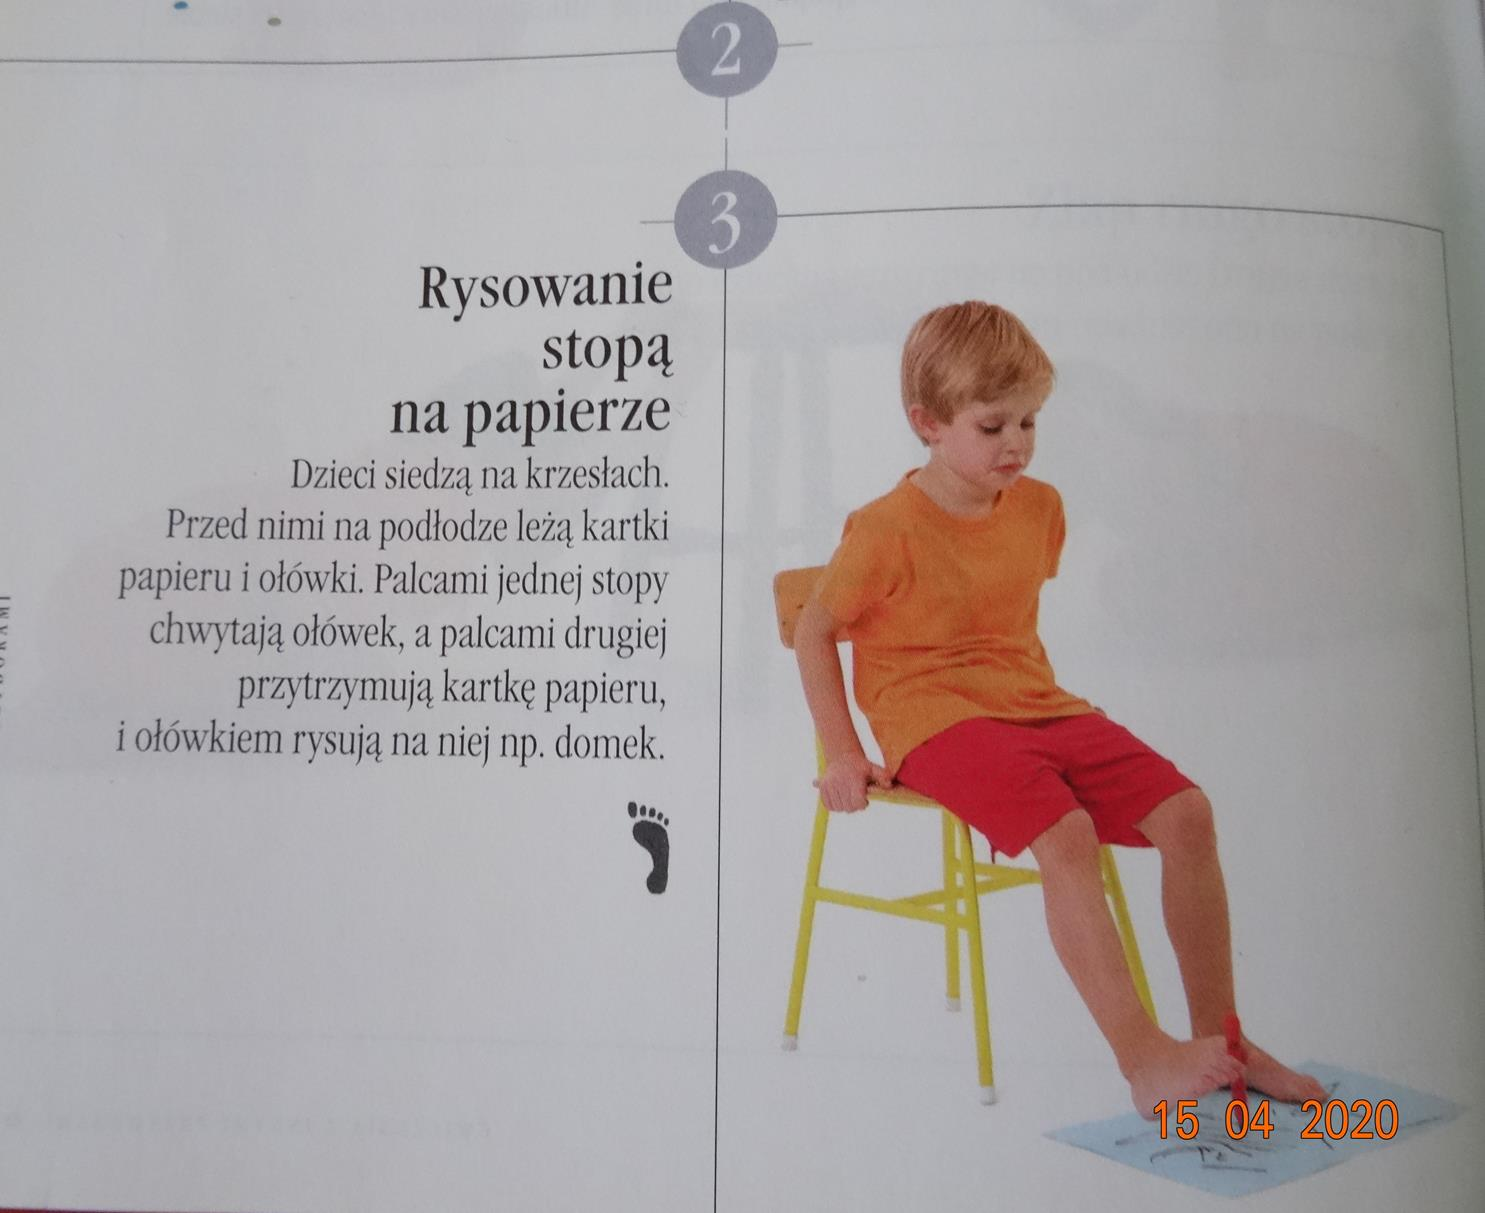 2
3
Rysowanie
stopą
na papierze
Dzieci siedzą na krzesłach.
Przed nimi na podłodze leżą kartki
papieru i ołówki. Palcami jednej stopy
chwytają ołówek, a palcami drugiej
przytrzymują kartkę papieru,
i ołówkiem rysują na niej np. domek.
15 04 2020